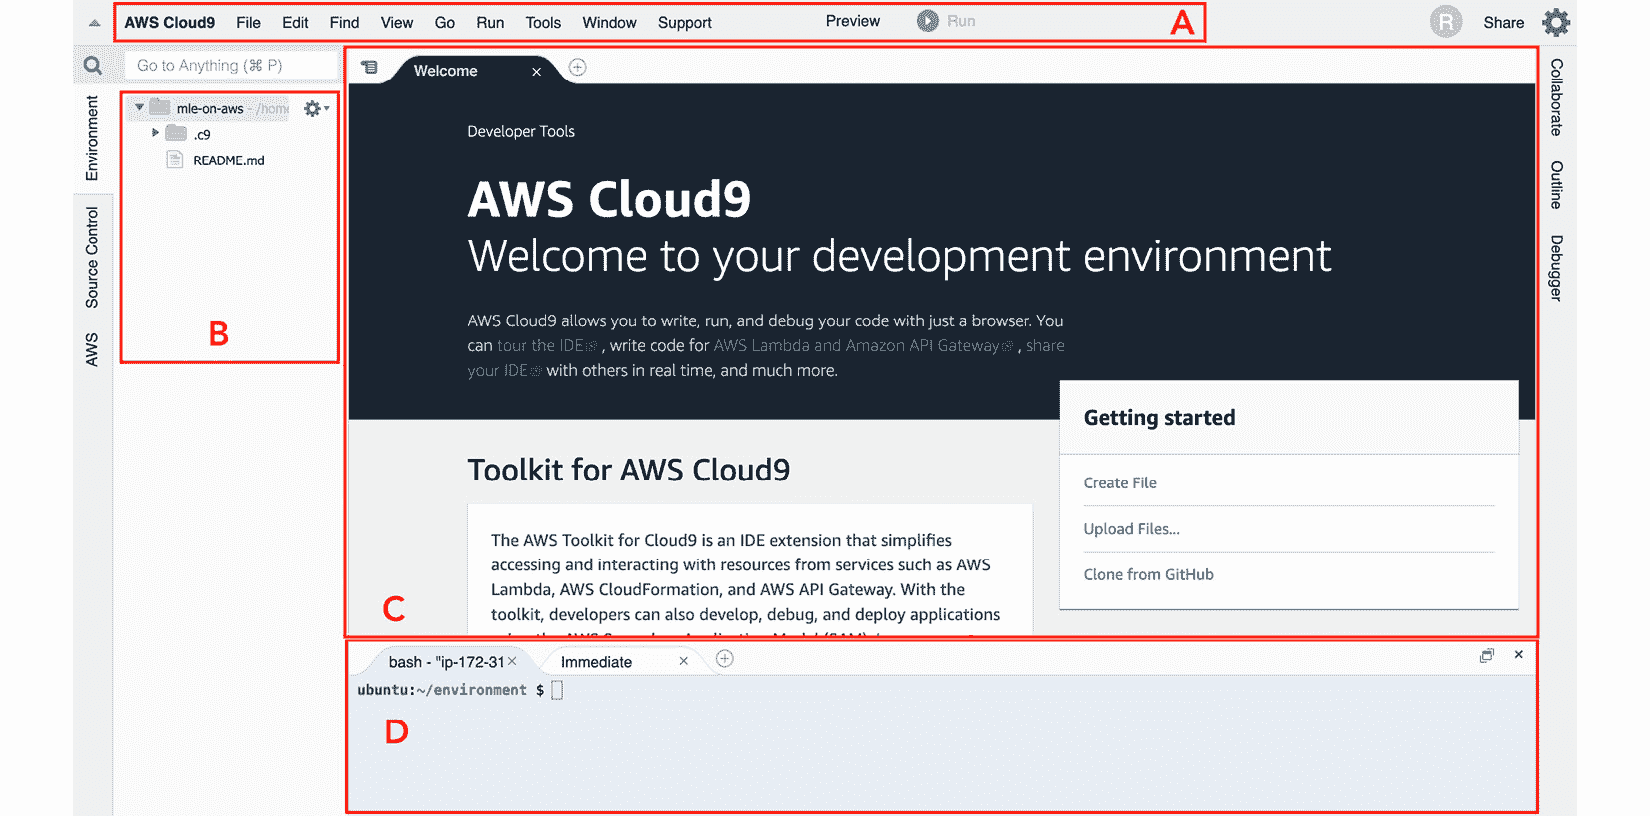 AWS Cloud9 File Edit Find View Go Run Tools Window Support Preview Run A R Share
Go to Anything (⌘ P)
Environment
Source Control
AWS
mle-on-aws - /hom
.c9
README.md
B
Welcome
Developer Tools
AWS Cloud9
Welcome to your development environment
AWS Cloud9 allows you to write, run, and debug your code with just a browser. You
can tour the IDE , write code for AWS Lambda and Amazon API Gateway , share
your IDE with others in real time, and much more.
Getting started
Create File
Upload Files...
Clone from GitHub
Toolkit for AWS Cloud9
The AWS Toolkit for Cloud9 is an IDE extension that simplifies
accessing and interacting with resources from services such as AWS
Lambda, AWS CloudFormation, and AWS API Gateway. With the
toolkit, developers can also develop, debug, and deploy applications
C
bash - "ip-172-31 Immediate
ubuntu:~/environment $
D
Collaborate
Outline
Debugger